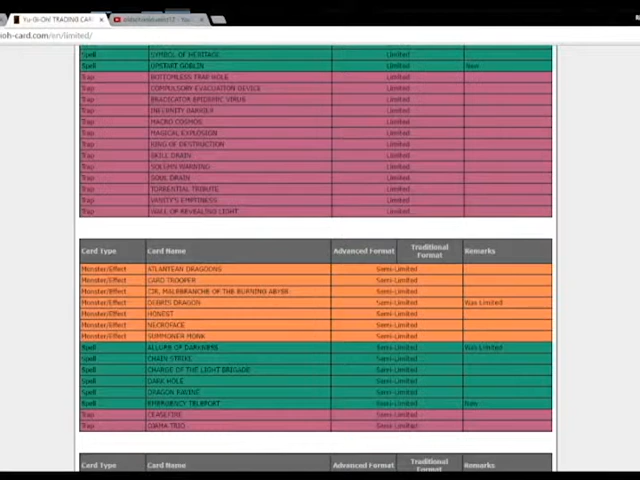 Yu-Gi-Oh! TRADING CAR
oh-card.com/en/limited/
Spell SYMBOL OF HERITAGE Limited
Spell UPSTART GOBLIN Limited New
Trap BOTTOMLESS TRAP HOLE Limited
Trap COMPULSORY EVACUATION DEVICE Limited
Trap ERADICATOR EPIDEMIC VIRUS Limited
Trap INFERNITY BARRIER Limited
Trap MACRO COSMOS Limited
Trap MAGICAL EXPLOSION Limited
Trap RING OF DESTRUCTION Limited
Trap SKILL DRAIN Limited
Trap SOLEMN WARNING Limited
Trap SOUL DRAIN Limited
Trap TORRENTIAL TRIBUTE Limited
Trap VANITY'S EMPTINESS Limited
Trap WALL OF REVEALING LIGHT Limited
Card Type Card Name Advanced Format Traditional Format Remarks
Monster/Effect ATLANTEAN DRAGOONS Semi-Limited
Monster/Effect CARD TROOPER Semi-Limited
Monster/Effect CIR, MALEBRANCHE OF THE BURNING ABYSS Semi-Limited
Monster/Effect DEBRIS DRAGON Semi-Limited Was Limited
Monster/Effect HONEST Semi-Limited
Monster/Effect NECROFACE Semi-Limited
Monster/Effect SUMMONER MONK Semi-Limited
Spell ALLURE OF DARKNESS Semi-Limited Was Limited
Spell CHAIN STRIKE Semi-Limited
Spell CHARGE OF THE LIGHT BRIGADE Semi-Limited
Spell DARK HOLE Semi-Limited
Spell DRAGON RAVINE Semi-Limited
Spell EMERGENCY TELEPORT Semi-Limited New
Trap CEASEFIRE Semi-Limited
Trap OJAMA TRIO Semi-Limited
Card Type Card Name Advanced Format Traditional Format Remarks